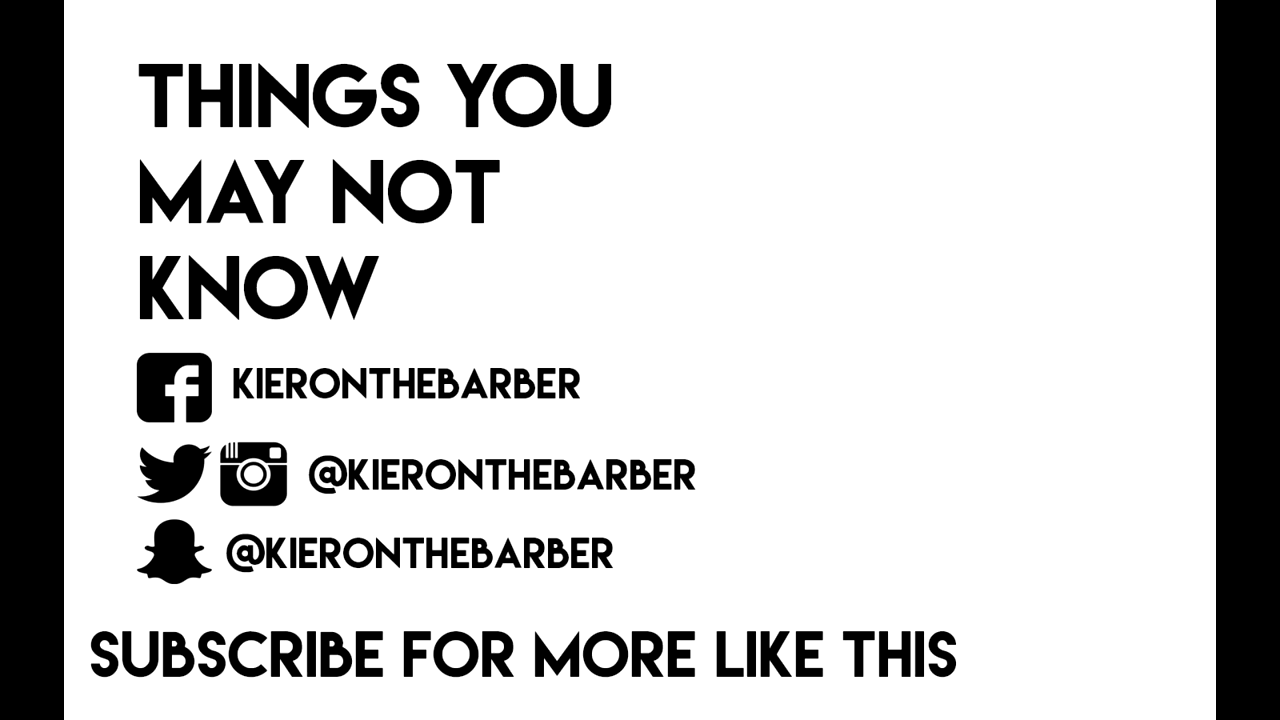 THINGS YOU
MAY NOT
KNOW
KIERONTHEBARBER
@KIERONTHEBARBER
@KIERONTHEBARBER
SUBSCRIBE FOR MORE LIKE THIS